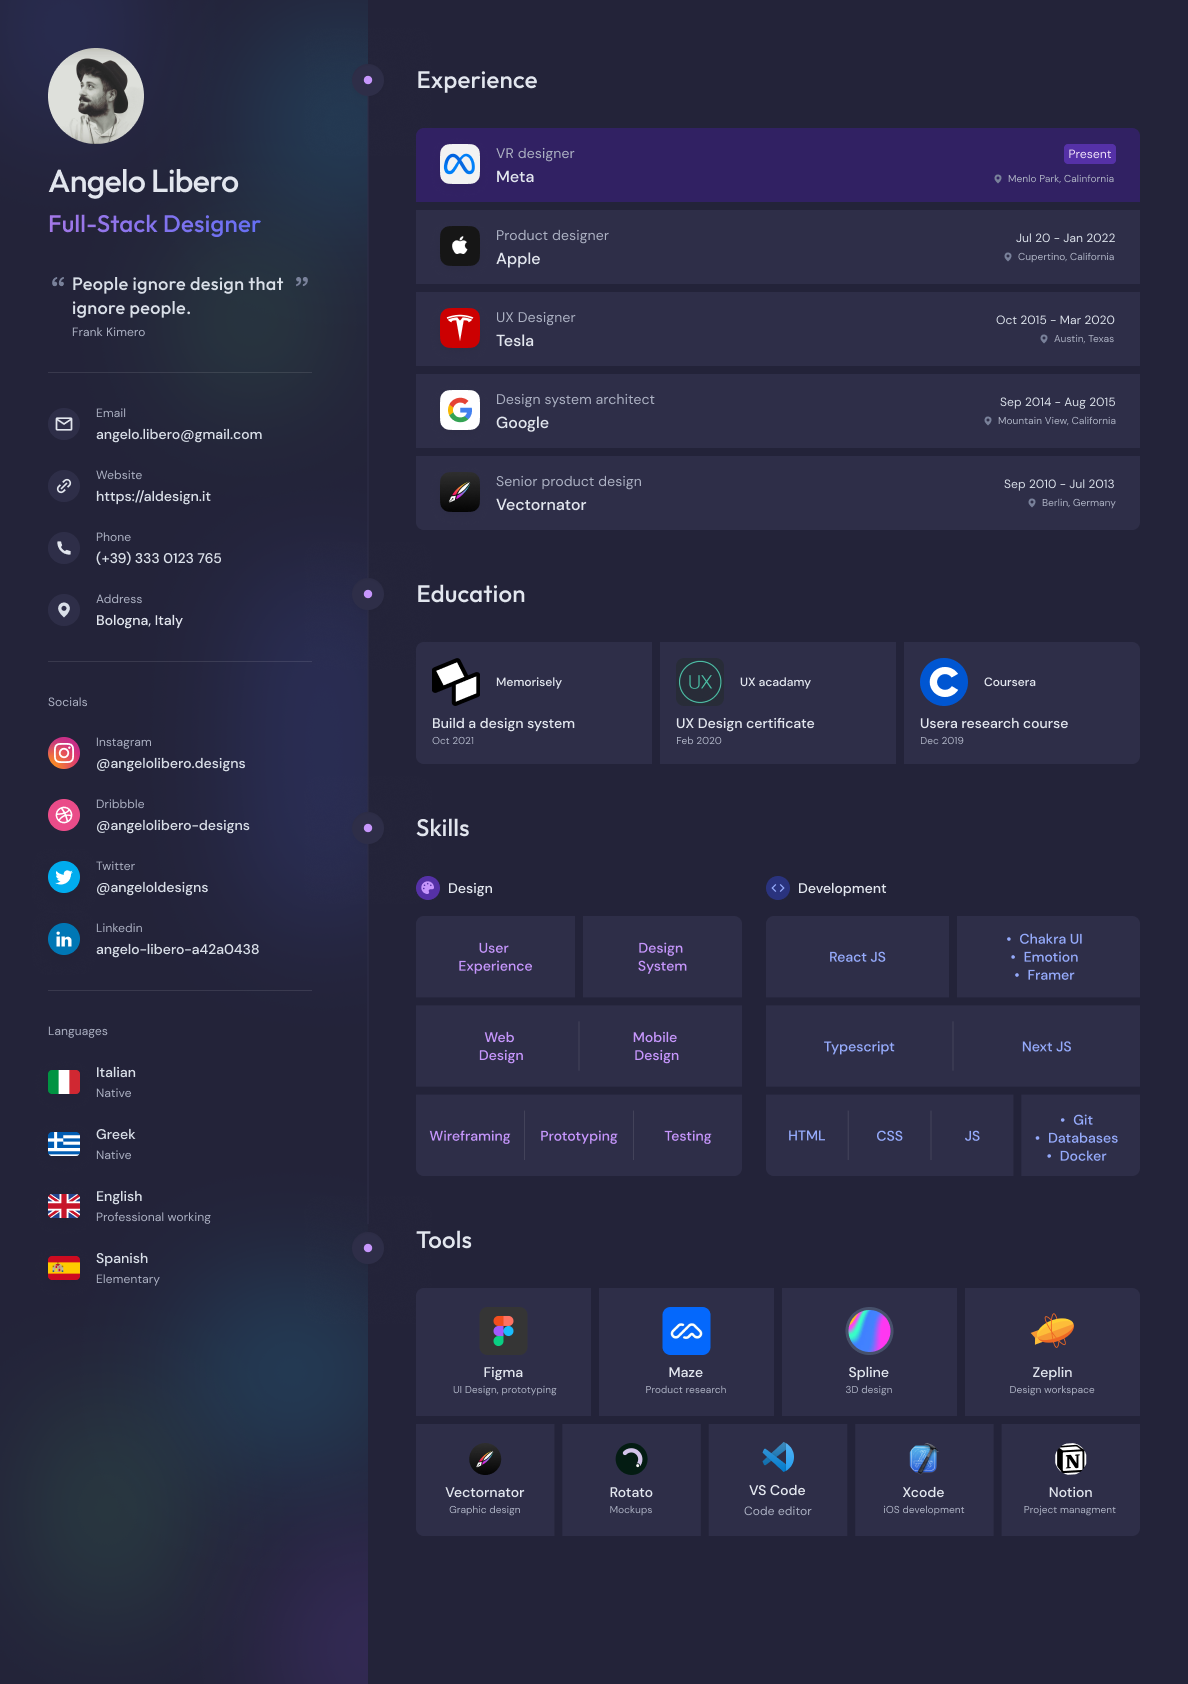 Angelo Libero
Full-Stack Designer
“ People ignore design that ”
ignore people.
Frank Kimero
Email
angelo.libero@gmail.com
Website
https://aldesign.it
Phone
(+39) 333 0123 765
Address
Bologna, Italy
Socials
Instagram
@angelolibero.designs
Dribbble
@angelolibero-designs
Twitter
@angeloldesigns
Linkedin
angelo-libero-a42a0438
Languages
Italian
Native
Greek
Native
English
Professional working
Spanish
Elementary
Experience
VR designer
Present
Meta
Menlo Park, Calinfornia
Product designer
Jul 20 - Jan 2022
Apple
Cupertino, California
UX Designer
Oct 2015 - Mar 2020
Tesla
Austin, Texas
Design system architect
Sep 2014 - Aug 2015
Google
Mountain View, California
Senior product design
Sep 2010 - Jul 2013
Vectornator
Berlin, Germany
Education
Memorisely
Build a design system
Oct 2021
UX
UX acadamy
UX Design certificate
Feb 2020
Coursera
Usera research course
Dec 2019
Skills
Design
User
Experience
Design
System
Web
Design
Mobile
Design
Wireframing
Prototyping
Testing
Development
React JS
• Chakra UI
• Emotion
• Framer
Typescript
Next JS
HTML
CSS
JS
• Git
• Databases
• Docker
Tools
Figma
UI Design, prototyping
Maze
Product research
Spline
3D design
Zeplin
Design workspace
Vectornator
Graphic design
Rotato
Mockups
VS Code
Code editor
Xcode
iOS development
Notion
Project managment